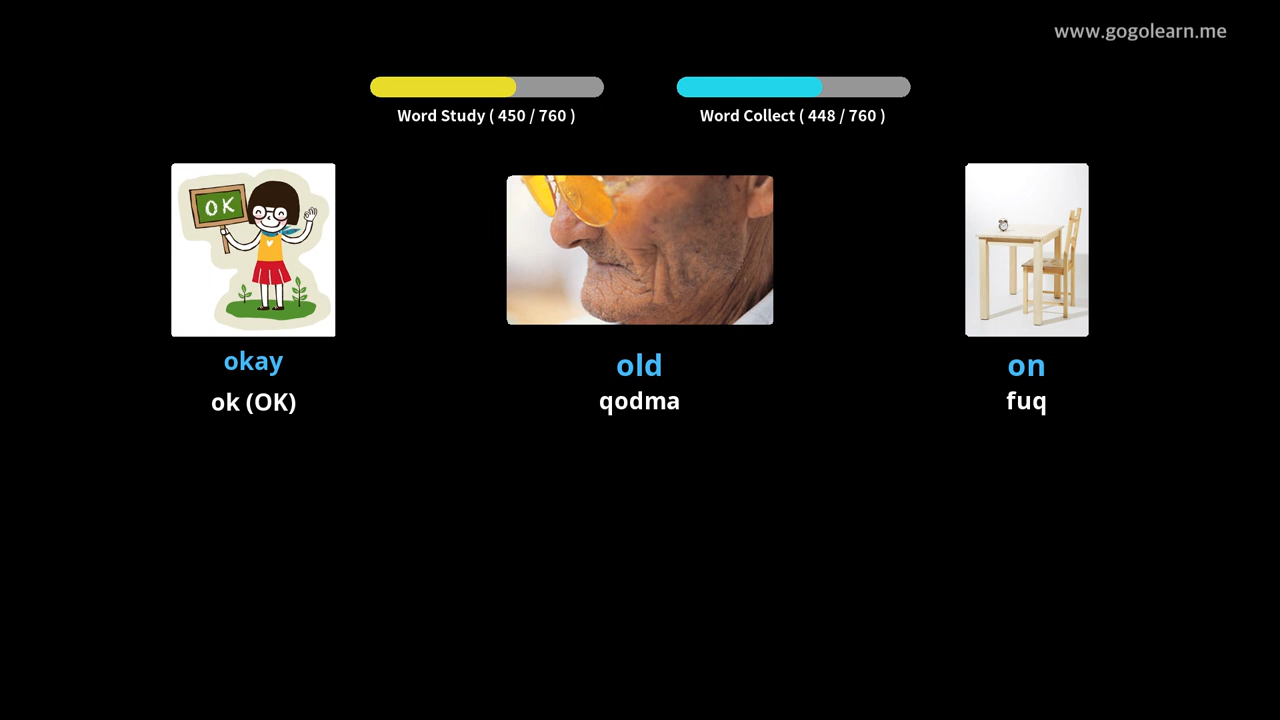 www.gogolearn.me
Word Study ( 450 / 760 )
Word Collect ( 448 / 760 )
OK
okay
ok (OK)
old
qodma
on
fuq